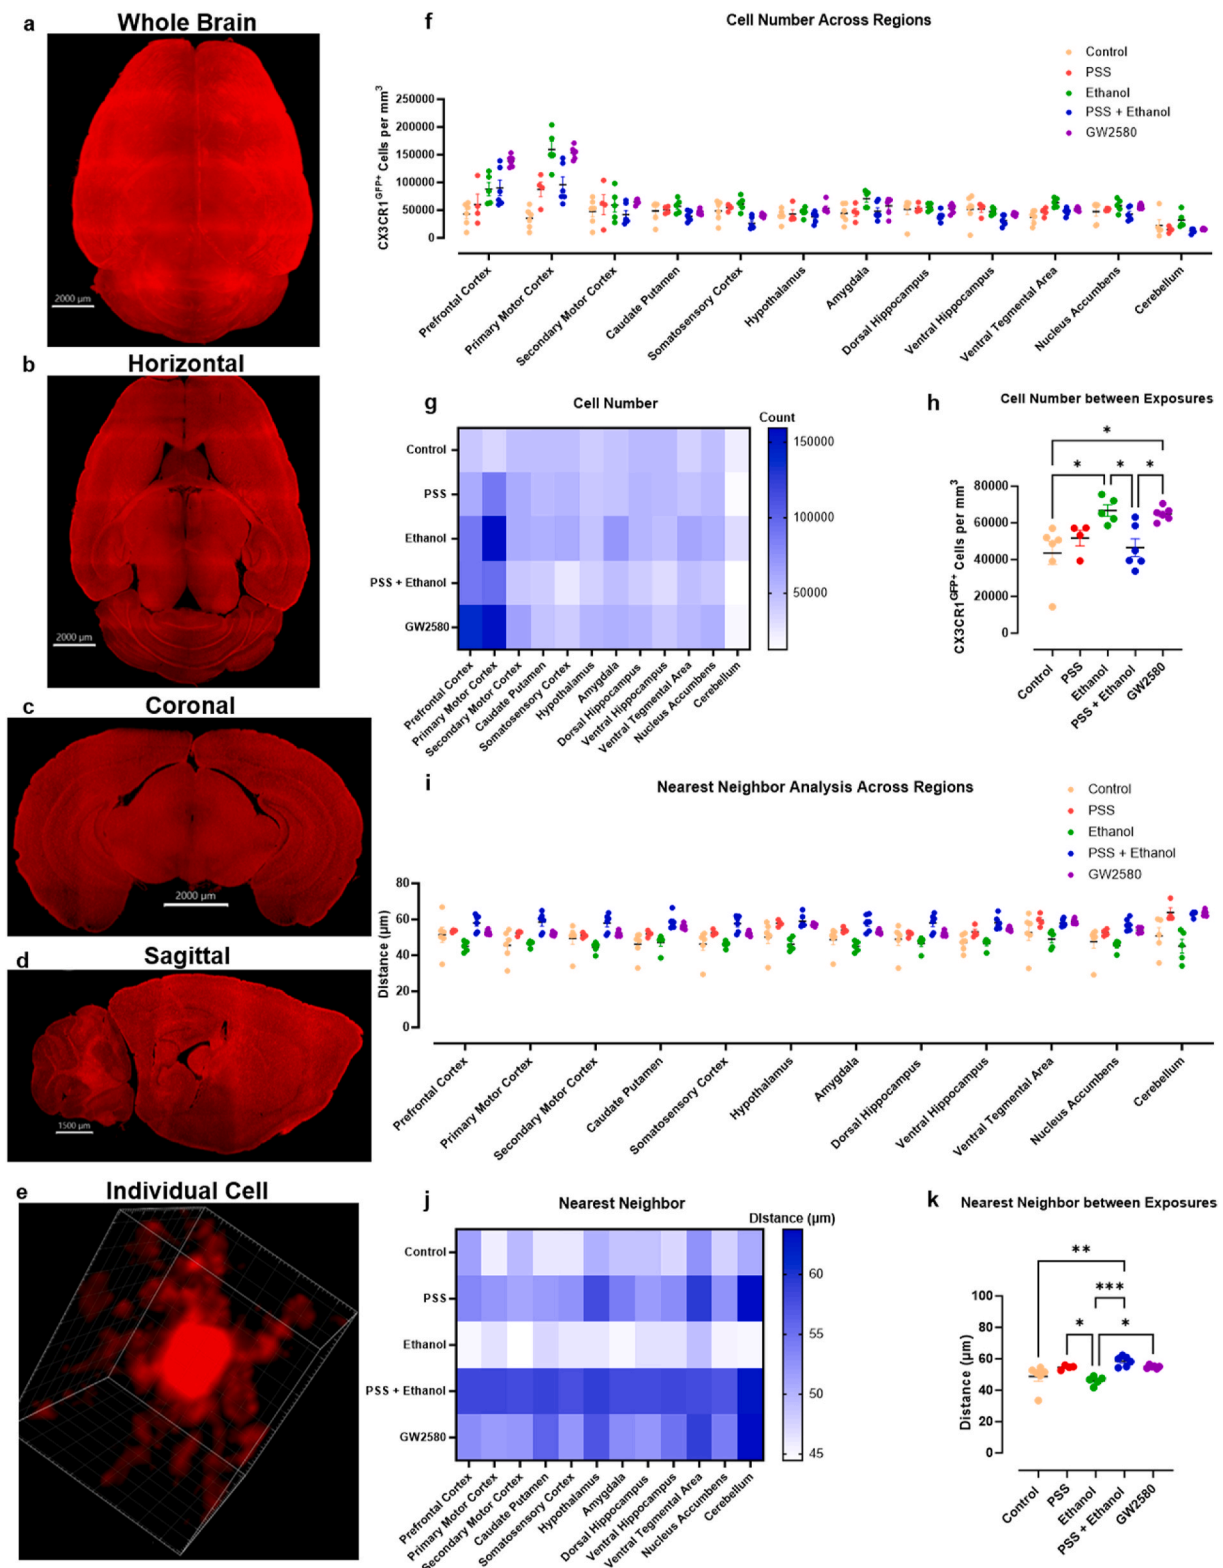 a
Whole Brain
2000 µm
b
Horizontal
2000 µm
c
Coronal
2000 µm
d
Sagittal
1500 µm
e
Individual Cell
f
Cell Number Across Regions
Control
PSS
Ethanol
PSS + Ethanol
GW2580
CX3CR1GFP+ Cells per mm3
250000
200000
150000
100000
50000
0
Prefrontal Cortex
Primary Motor Cortex
Secondary Motor Cortex
Caudate Putamen
Somatosensory Cortex
Hypothalamus
Amygdala
Dorsal Hippocampus
Ventral Hippocampus
Ventral Tegmental Area
Nucleus Accumbens
Cerebellum
g
Cell Number
Count
Control
PSS
Ethanol
PSS + Ethanol
GW2580
150000
100000
50000
Prefrontal Cortex
Primary Motor Cortex
Secondary Motor Cortex
Caudate Putamen
Somatosensory Cortex
Hypothalamus
Amygdala
Dorsal Hippocampus
Ventral Hippocampus
Ventral Tegmental Area
Nucleus Accumbens
Cerebellum
h
Cell Number between Exposures
*
* * *
CX3CR1GFP+ Cells per mm3
80000
60000
40000
20000
0
Control
PSS
Ethanol
PSS + Ethanol
GW2580
i
Nearest Neighbor Analysis Across Regions
Control
PSS
Ethanol
PSS + Ethanol
GW2580
Distance (µm)
80
60
40
20
0
Prefrontal Cortex
Primary Motor Cortex
Secondary Motor Cortex
Caudate Putamen
Somatosensory Cortex
Hypothalamus
Amygdala
Dorsal Hippocampus
Ventral Hippocampus
Ventral Tegmental Area
Nucleus Accumbens
Cerebellum
j
Nearest Neighbor
Distance (µm)
Control
PSS
Ethanol
PSS + Ethanol
GW2580
60
55
50
45
Prefrontal Cortex
Primary Motor Cortex
Secondary Motor Cortex
Caudate Putamen
Somatosensory Cortex
Hypothalamus
Amygdala
Dorsal Hippocampus
Ventral Hippocampus
Ventral Tegmental Area
Nucleus Accumbens
Cerebellum
k
Nearest Neighbor between Exposures
**
***
* *
Distance (µm)
100
80
60
40
20
0
Control
PSS
Ethanol
PSS + Ethanol
GW2580